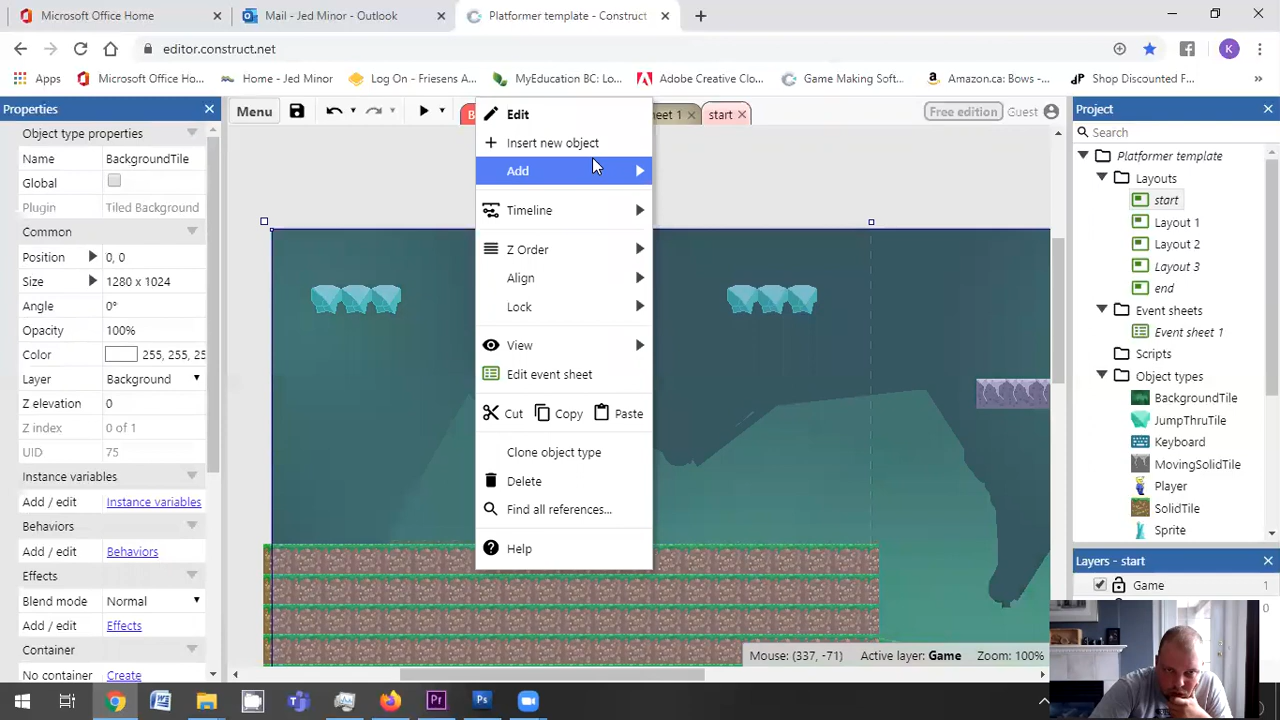 Microsoft Office Home
Mail - Jed Minor - Outlook
Platformer template - Construct
editor.construct.net
K
Apps
Microsoft Office Hom...
Home - Jed Minor -...
Log On - Friesens A...
MyEducation BC: Lo...
Adobe Creative Clo...
Game Making Soft...
Amazon.ca: Bows -...
Shop Discounted F...
Properties
Menu
B
heet 1
start
Free edition
Guest
Project
Object type properties
Name BackgroundTile
Global
Plugin Tiled Background
Common
Position 0, 0
Size 1280 x 1024
Angle 0°
Opacity 100%
Color 255, 255, 25
Layer Background
Z elevation 0
Z index 0 of 1
UID 75
Instance variables
Add / edit Instance variables
Behaviors
Add / edit Behaviors
Effects
Blend mode Normal
Add / edit Effects
Container
No container Create
Edit
Insert new object
Add
Timeline
Z Order
Align
Lock
View
Edit event sheet
Cut Copy Paste
Clone object type
Delete
Find all references...
Help
Mouse: (337, -71) Active layer: Game Zoom: 100%
Search
Platformer template
Layouts
start
Layout 1
Layout 2
Layout 3
end
Event sheets
Event sheet 1
Scripts
Object types
BackgroundTile
JumpThruTile
Keyboard
MovingSolidTile
Player
SolidTile
Sprite
Layers - start
Game 1
0